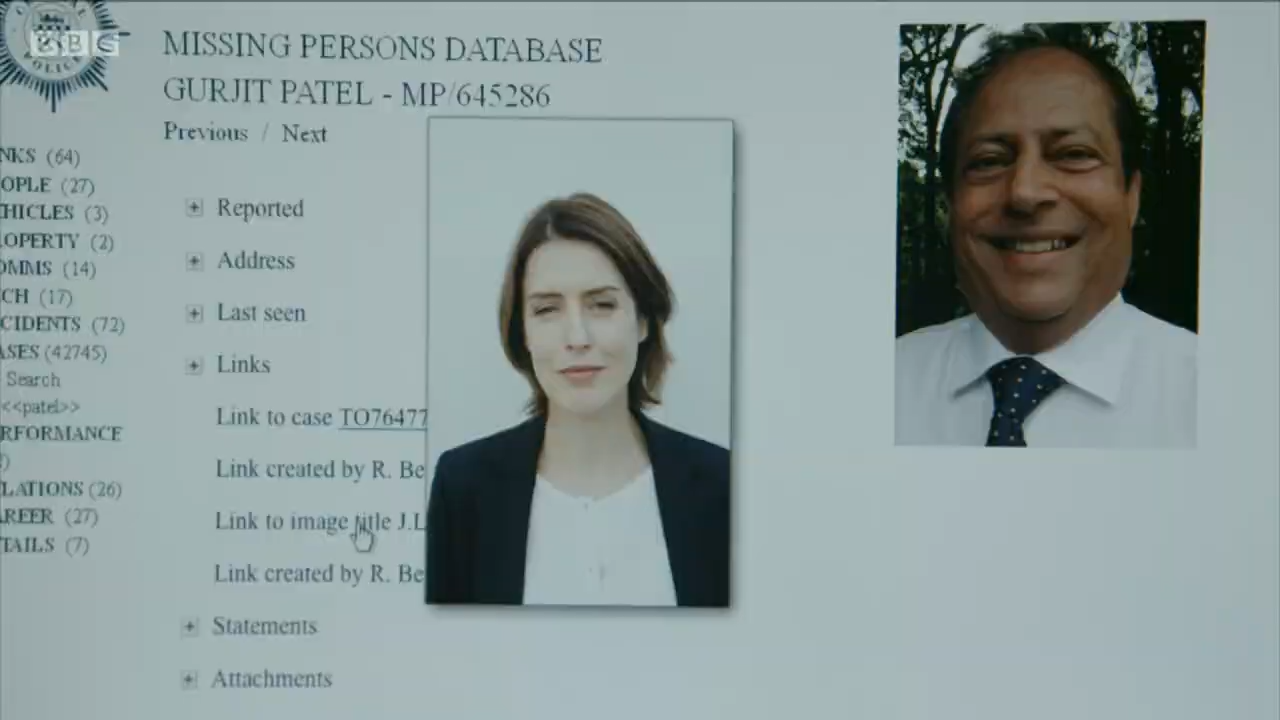 BBC
POLICE
MISSING PERSONS DATABASE
GURJIT PATEL - MP/645286
Previous / Next
NKS (64)
OPLE (27)
HICLES (3)
OPERTY (2)
OMMS (14)
CH (17)
CIDENTS (72)
ASES (42745)
Search
<<patel>>
RFORMANCE
)
LATIONS (26)
AREER (27)
TAILS (7)
+ Reported
+ Address
+ Last seen
+ Links
Link to case TO76477
Link created by R. Be
Link to image title J.L
Link created by R. Be
+ Statements
+ Attachments